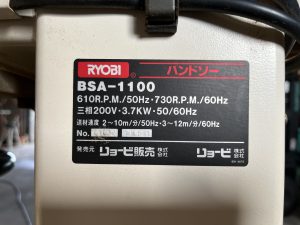 RYOBI® バンドソー
BSA-1100
610R.P.M./50Hz・730R.P.M./60Hz
三相200V・3.7KW・50/60Hz
送材速度 2〜10m/分/50Hz・3〜12m/分/60Hz
No.
発売元 リョービ販売株式会社 リョービ株式会社